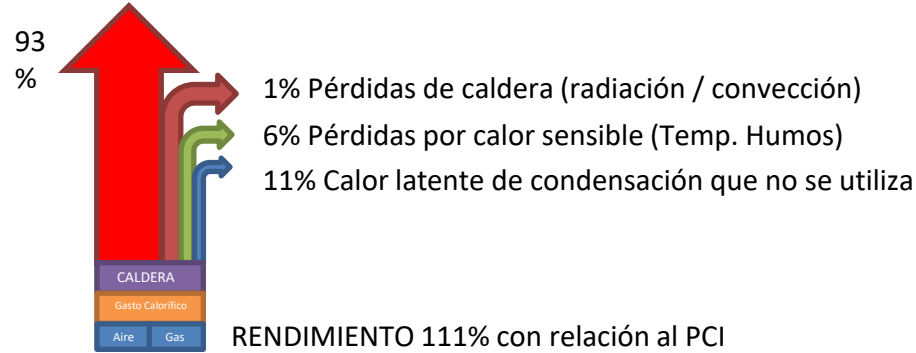 93
%
1% Pérdidas de caldera (radiación / convección)
6% Pérdidas por calor sensible (Temp. Humos)
11% Calor latente de condensación que no se utiliza
CALDERA
Gasto Calorífico
Aire Gas
RENDIMIENTO 111% con relación al PCI